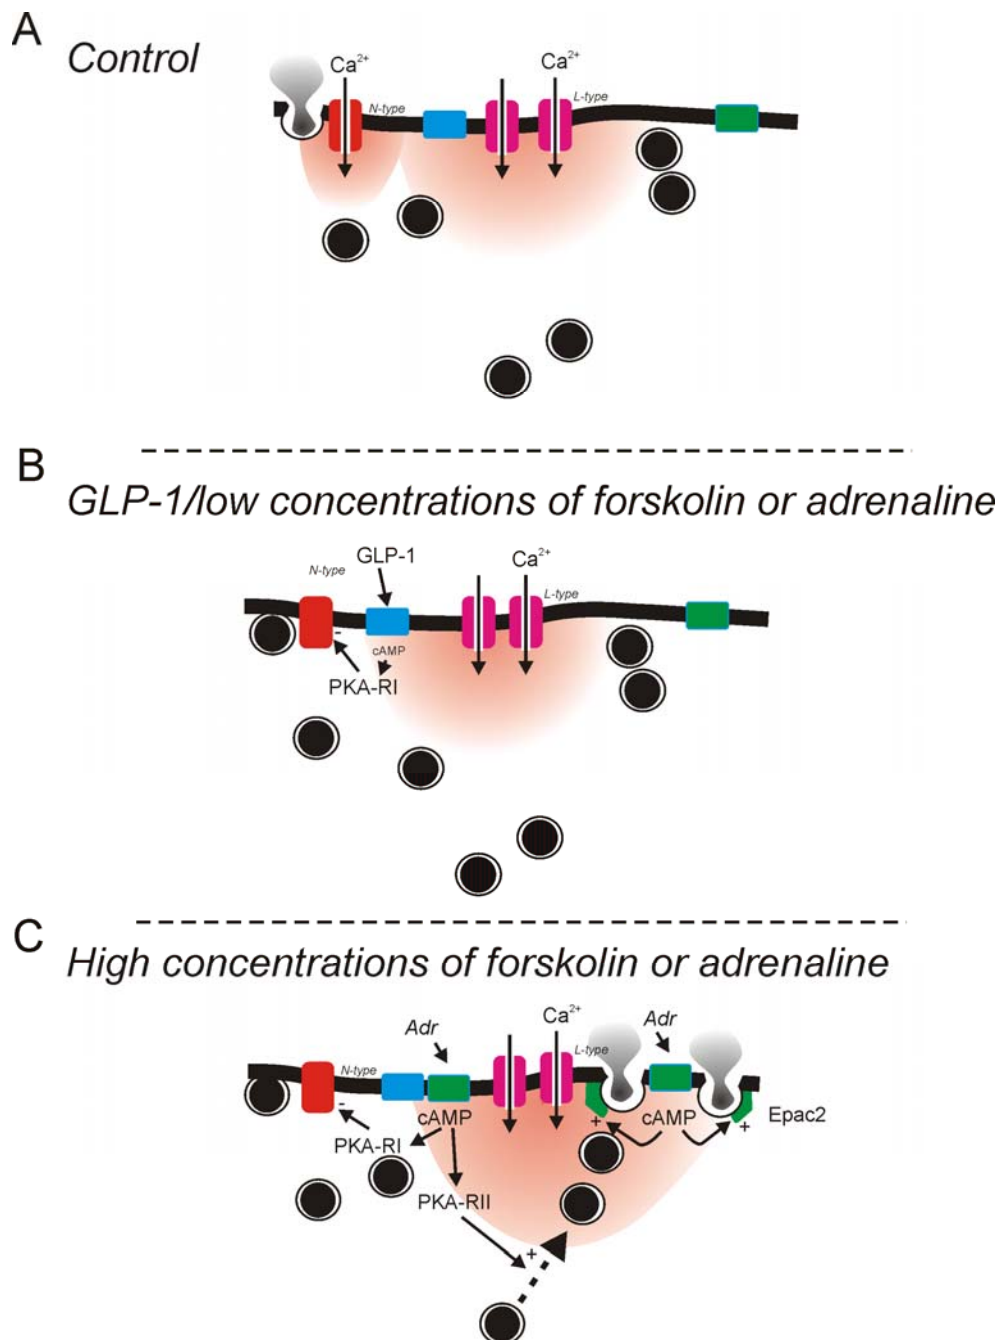 A
Control
Ca²⁺
Ca²⁺
N-type
L-type
B
GLP-1/low concentrations of forskolin or adrenaline
GLP-1
Ca²⁺
N-type
L-type
-
cAMP
PKA-RI
C
High concentrations of forskolin or adrenaline
Ca²⁺
Adr
Adr
N-type
L-type
-
cAMP
+
cAMP
+
Epac2
PKA-RI
PKA-RII
+